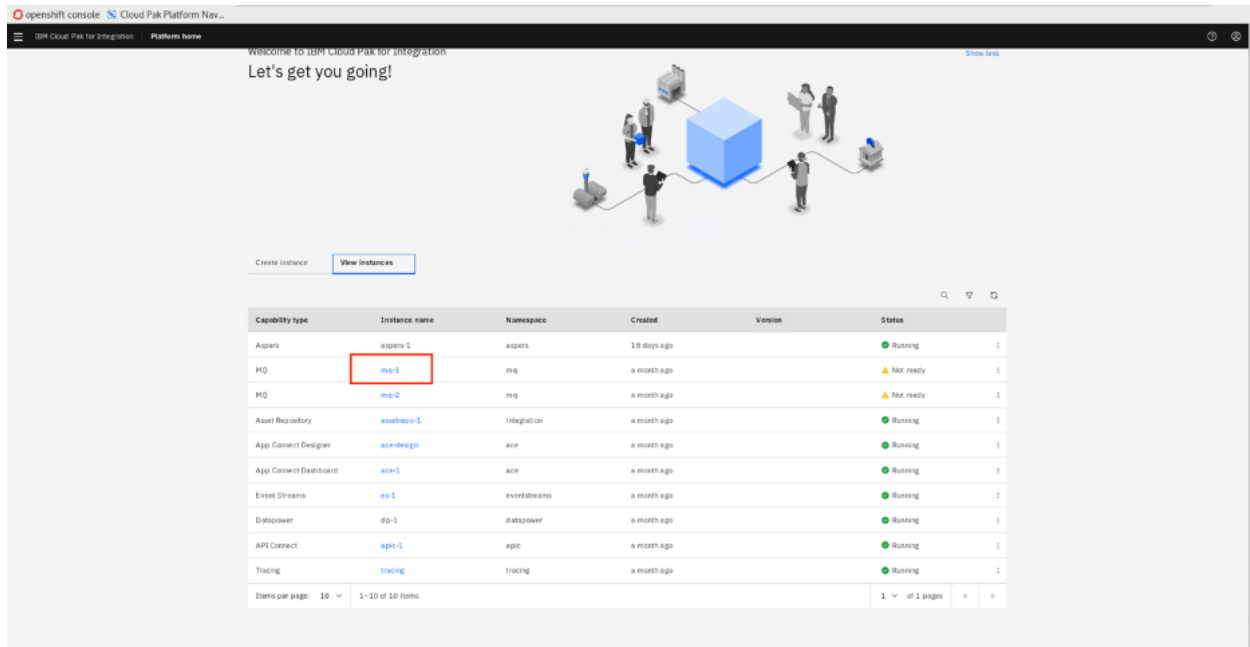 openshift console Cloud Pak Platform Nav...
IBM Cloud Pak for Integration Platform home
Welcome to IBM Cloud Pak for Integration Show less
Let's get you going!
Create instance View instances
Capability type Instance name Namespace Created Version Status
Aspera aspera-1 aspera 18 days ago Running
MQ mq-1 mq a month ago Not ready
MQ mq-2 mq a month ago Not ready
Asset Repository assetrepo-1 integration a month ago Running
App Connect Designer ace-design ace a month ago Running
App Connect Dashboard ace-1 ace a month ago Running
Event Streams es-1 eventstreams a month ago Running
Datapower dp-1 datapower a month ago Running
API Connect apic-1 apic a month ago Running
Tracing tracing tracing a month ago Running
Items per page: 10 1–10 of 10 items 1 of 1 pages